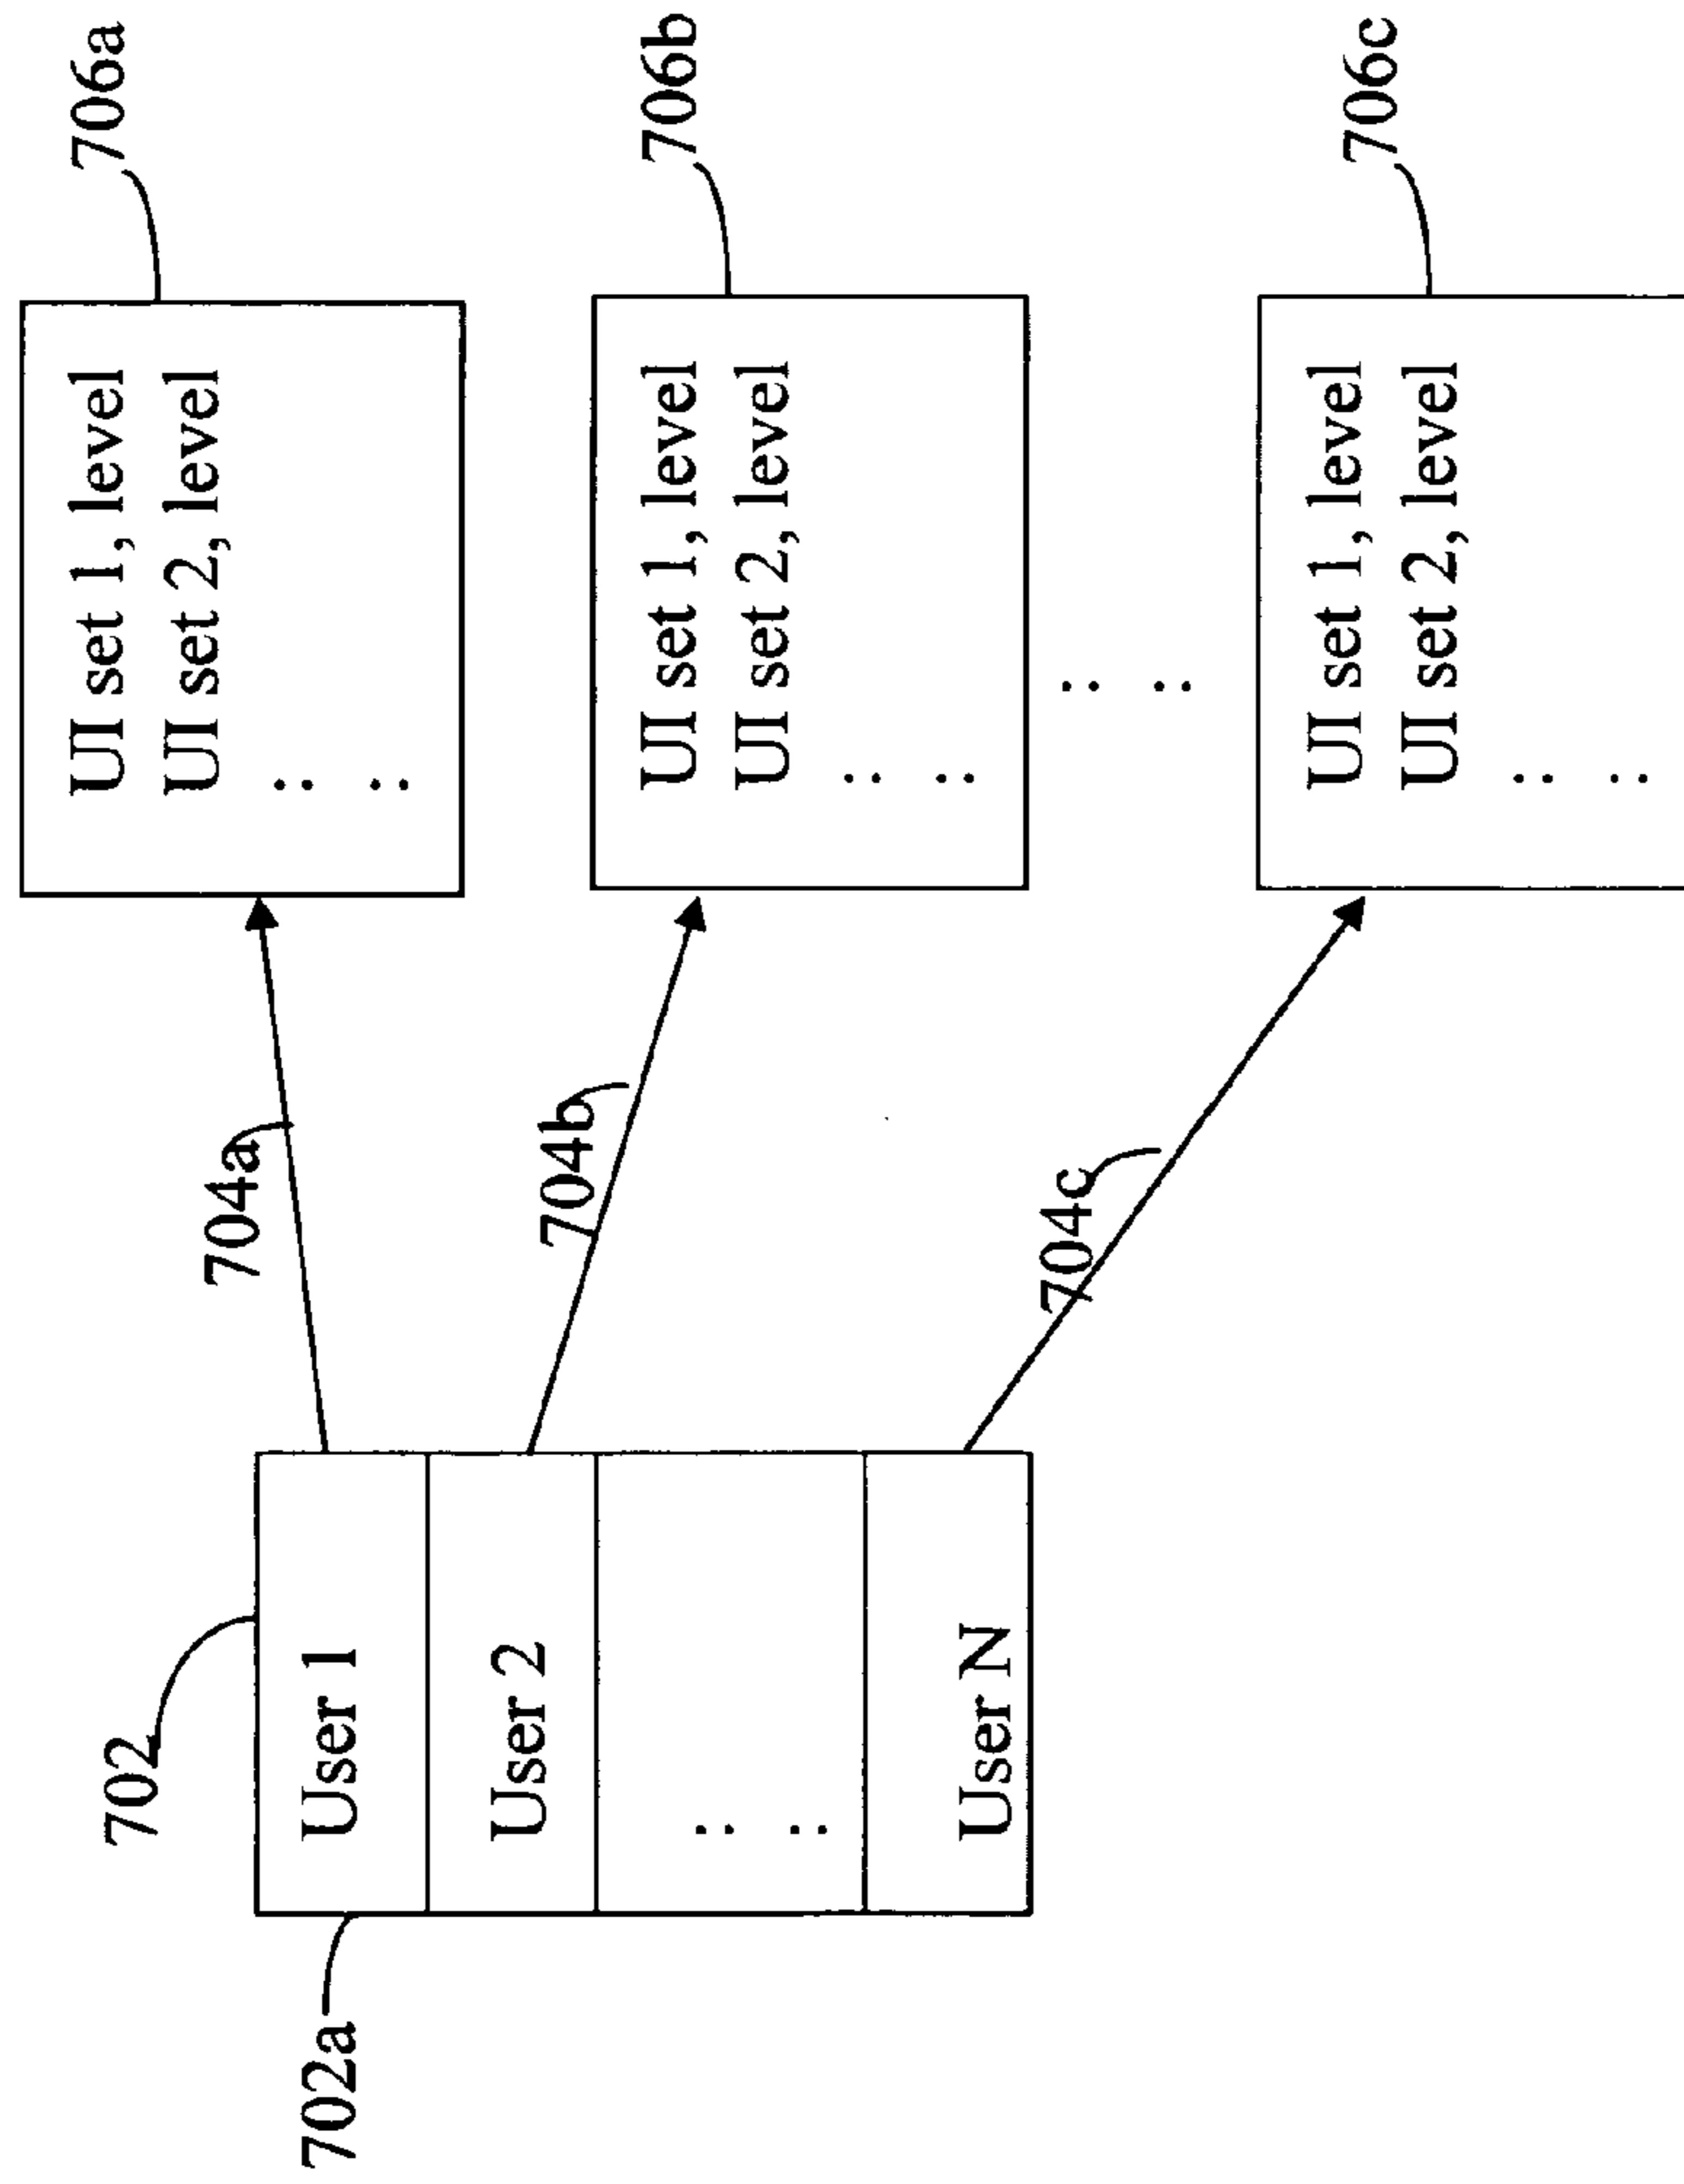 702
702a
User 1
User 2
: :
User N
704a
704b
704c
706a
UI set 1, level
UI set 2, level
: :
706b
UI set 1, level
UI set 2, level
: :
: :
706c
UI set 1, level
UI set 2, level
: :